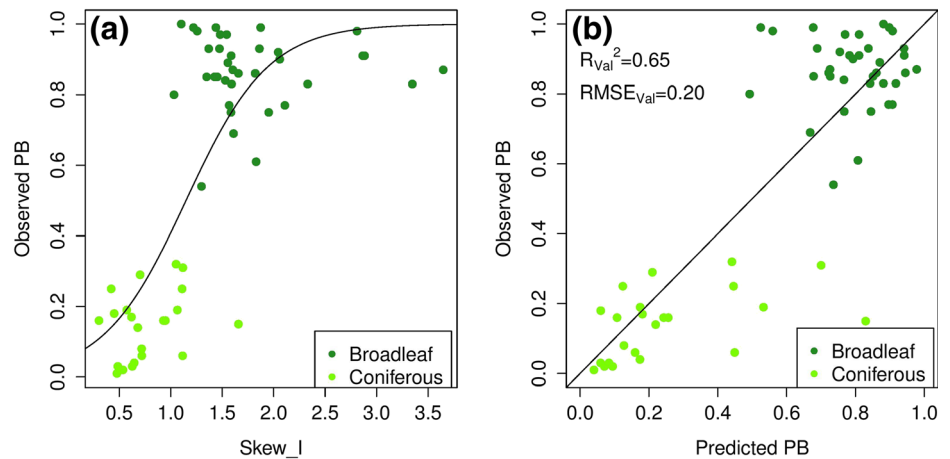 (a)
Observed PB
0.0 0.2 0.4 0.6 0.8 1.0
0.5 1.0 1.5 2.0 2.5 3.0 3.5
Skew_I
Broadleaf
Coniferous
(b)
R_Val²=0.65
RMSE_Val=0.20
Observed PB
0.0 0.2 0.4 0.6 0.8 1.0
0.0 0.2 0.4 0.6 0.8 1.0
Predicted PB
Broadleaf
Coniferous